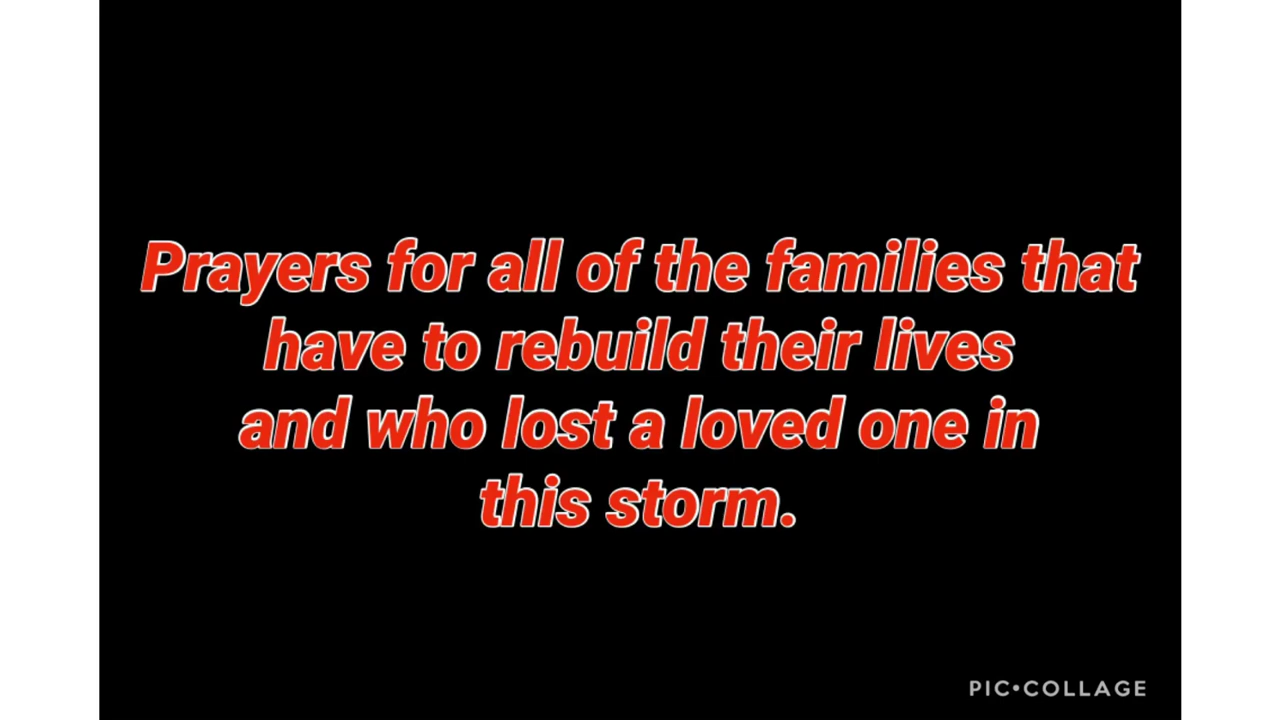 Prayers for all of the families that
have to rebuild their lives
and who lost a loved one in
this storm.
PIC•COLLAGE